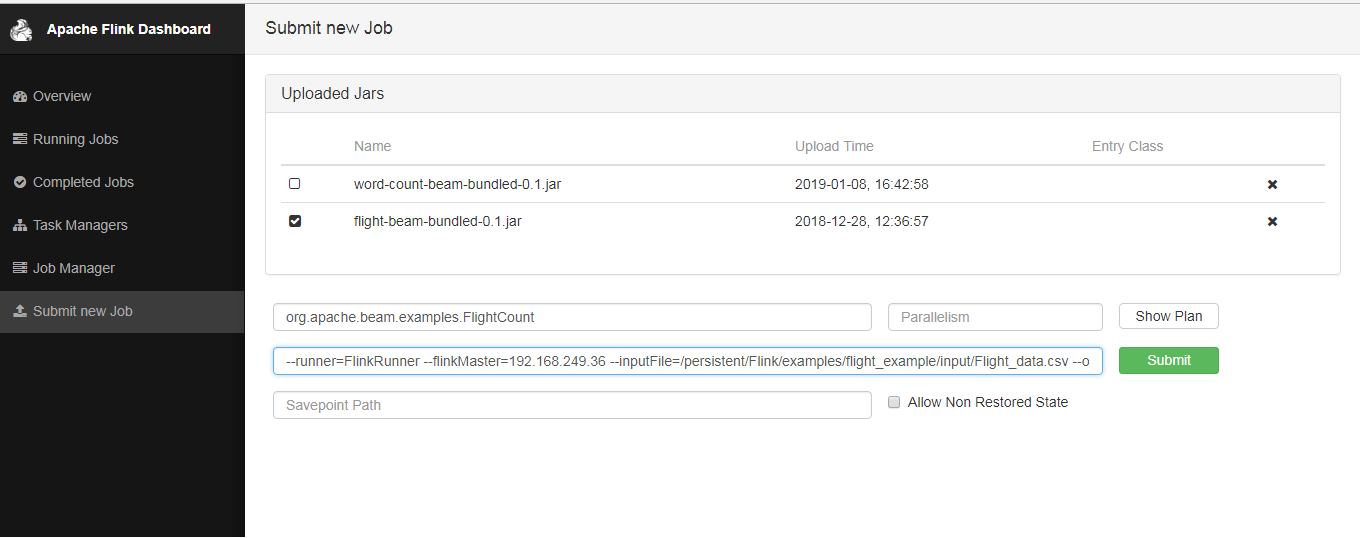 Apache Flink Dashboard
Submit new Job
Overview
Running Jobs
Completed Jobs
Task Managers
Job Manager
Submit new Job
Uploaded Jars
Name Upload Time Entry Class
word-count-beam-bundled-0.1.jar 2019-01-08, 16:42:58
flight-beam-bundled-0.1.jar 2018-12-28, 12:36:57
org.apache.beam.examples.FlightCount Parallelism Show Plan
--runner=FlinkRunner --flinkMaster=192.168.249.36 --inputFile=/persistent/Flink/examples/flight_example/input/Flight_data.csv --o Submit
Savepoint Path Allow Non Restored State